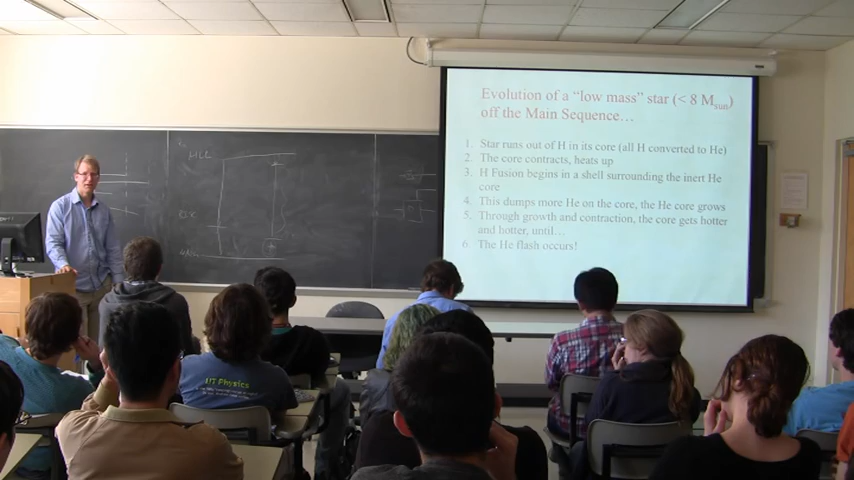 Evolution of a "low mass" star (< 8 Msun)
off the Main Sequence…
1. Star runs out of H in its core (all H converted to He)
2. The core contracts, heats up
3. H Fusion begins in a shell surrounding the inert He
core
4. This dumps more He on the core, the He core grows
5. Through growth and contraction, the core gets hotter
and hotter, until…
6 The He flash occurs!
UT Physics